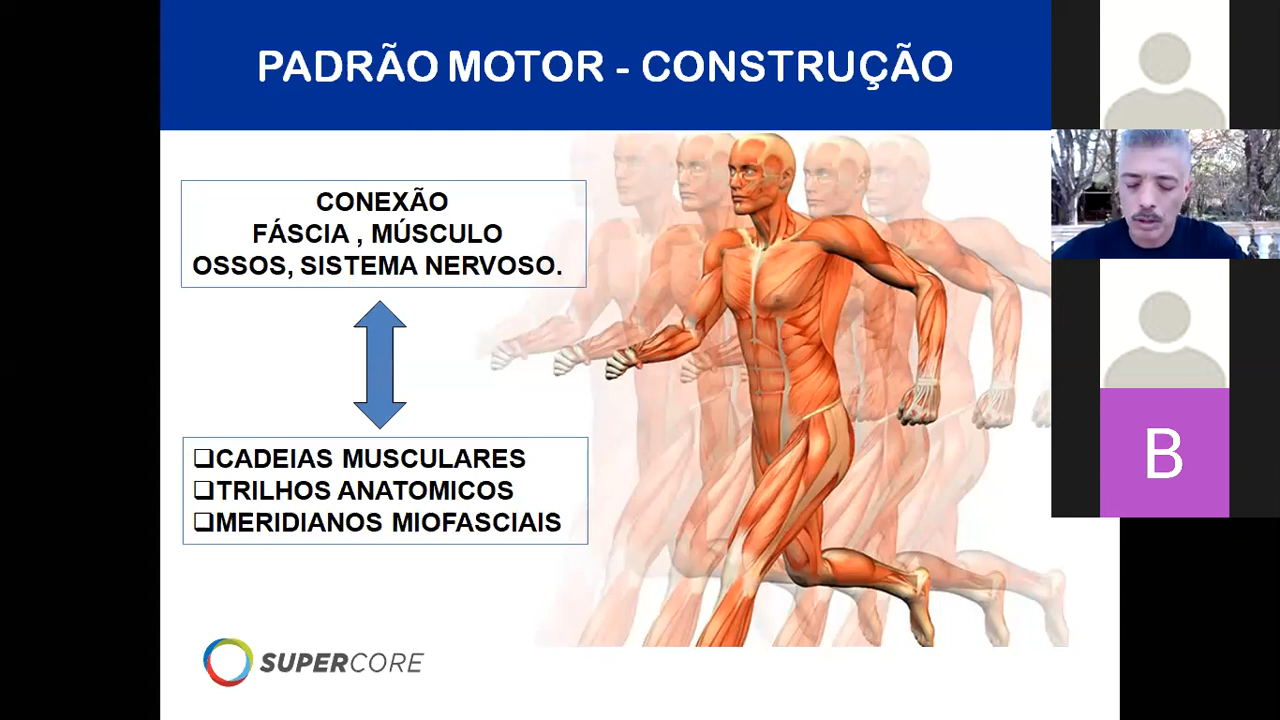 PADRÃO MOTOR - CONSTRUÇÃO
CONEXÃO
FÁSCIA , MÚSCULO
OSSOS, SISTEMA NERVOSO.
❑CADEIAS MUSCULARES
❑TRILHOS ANATOMICOS
❑MERIDIANOS MIOFASCIAIS
SUPERCORE
B